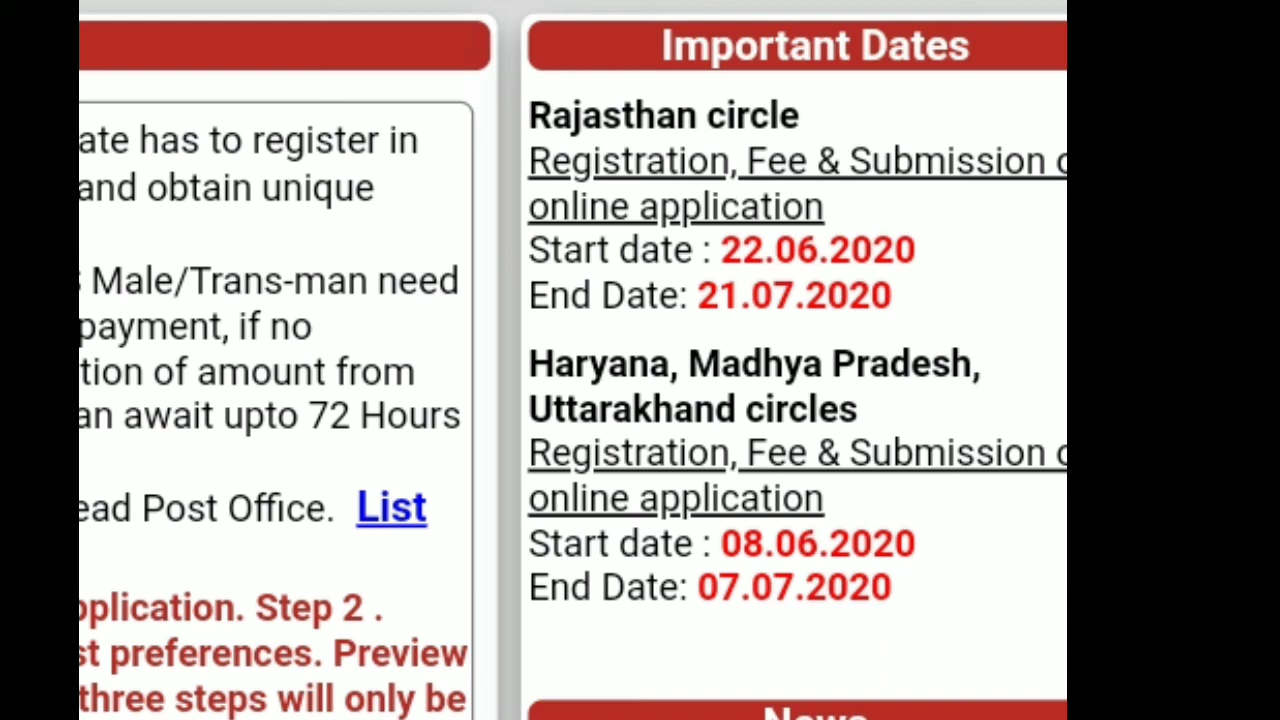 ate has to register in
and obtain unique
Male/Trans-man need
payment, if no
tion of amount from
an await upto 72 Hours
ead Post Office. List
plication. Step 2 .
st preferences. Preview
three steps will only be
Important Dates
Rajasthan circle
Registration, Fee & Submission
online application
Start date : 22.06.2020
End Date: 21.07.2020
Haryana, Madhya Pradesh,
Uttarakhand circles
Registration, Fee & Submission
online application
Start date : 08.06.2020
End Date: 07.07.2020
News